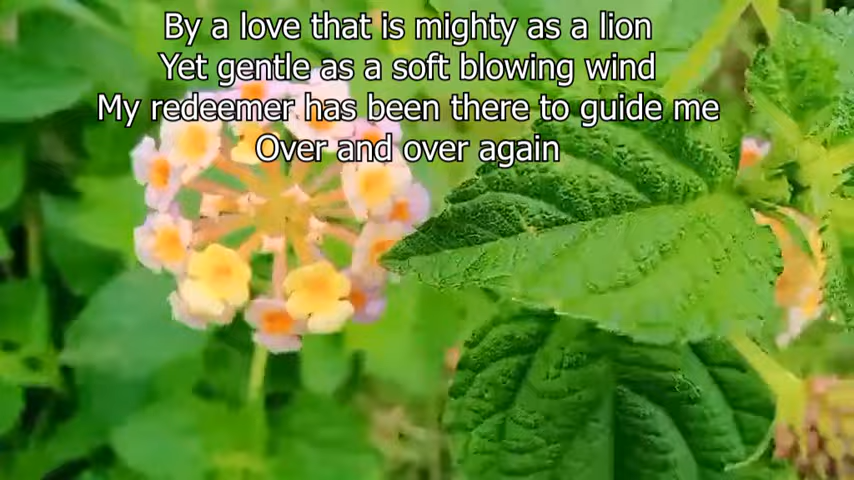 By a love that is mighty as a lion
Yet gentle as a soft blowing wind
My redeemer has been there to guide me
Over and over again